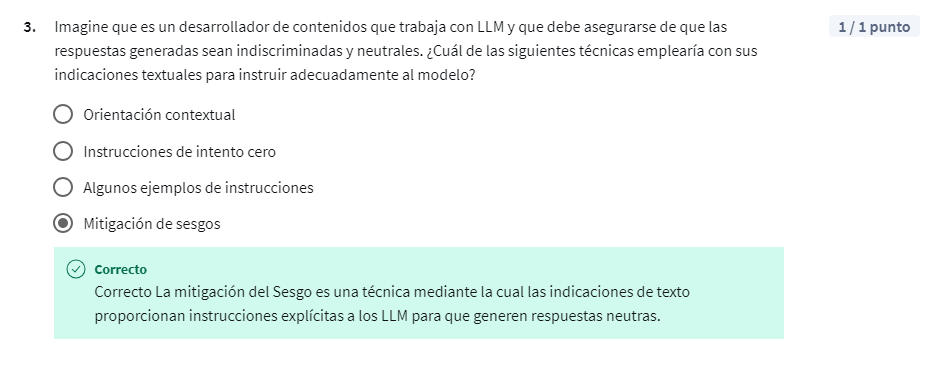 3. Imagine que es un desarrollador de contenidos que trabaja con LLM y que debe asegurarse de que las
1 / 1 punto
respuestas generadas sean indiscriminadas y neutrales. ¿Cuál de las siguientes técnicas emplearía con sus
indicaciones textuales para instruir adecuadamente al modelo?
Orientación contextual
Instrucciones de intento cero
Algunos ejemplos de instrucciones
Mitigación de sesgos
Correcto
Correcto La mitigación del Sesgo es una técnica mediante la cual las indicaciones de texto
proporcionan instrucciones explícitas a los LLM para que generen respuestas neutras.